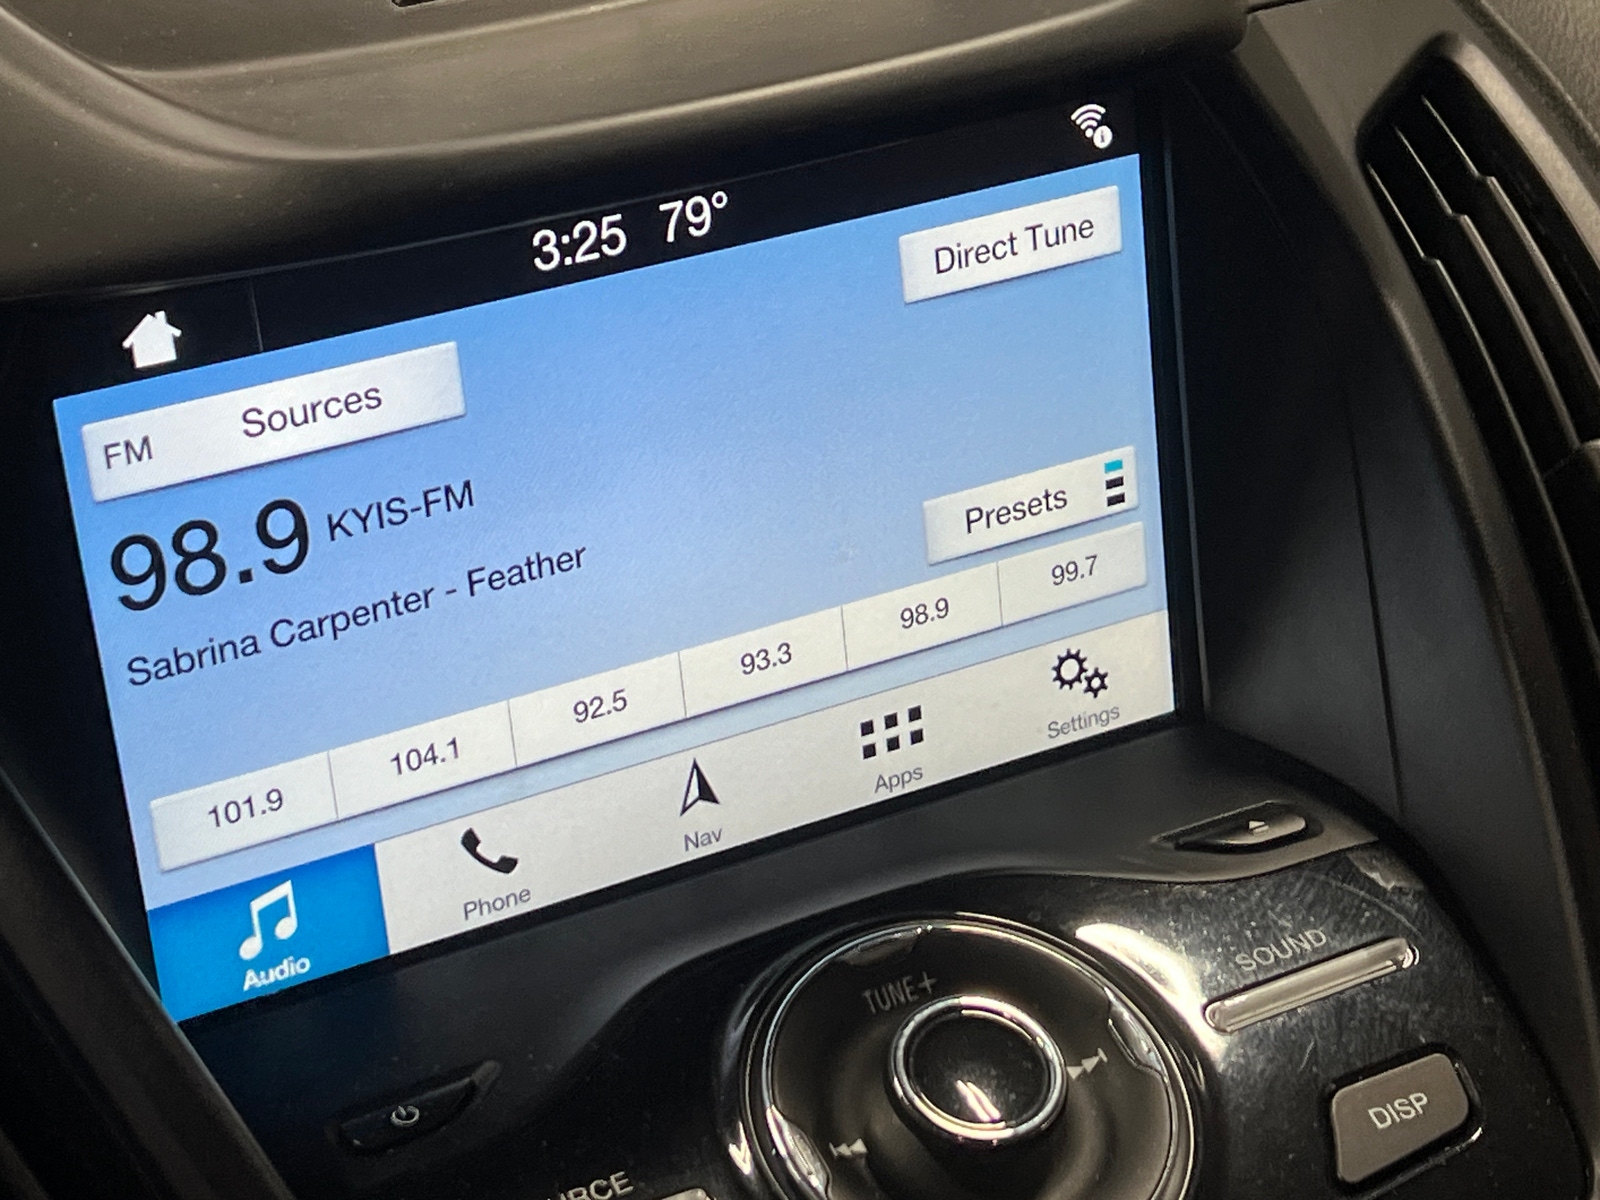 3:25 79°
Direct Tune
FM Sources
98.9 KYIS-FM
Presets
Sabrina Carpenter - Feather
101.9 104.1 92.5 93.3 98.9 99.7
Audio Phone Nav Apps Settings
TUNE+
SOUND
DISP